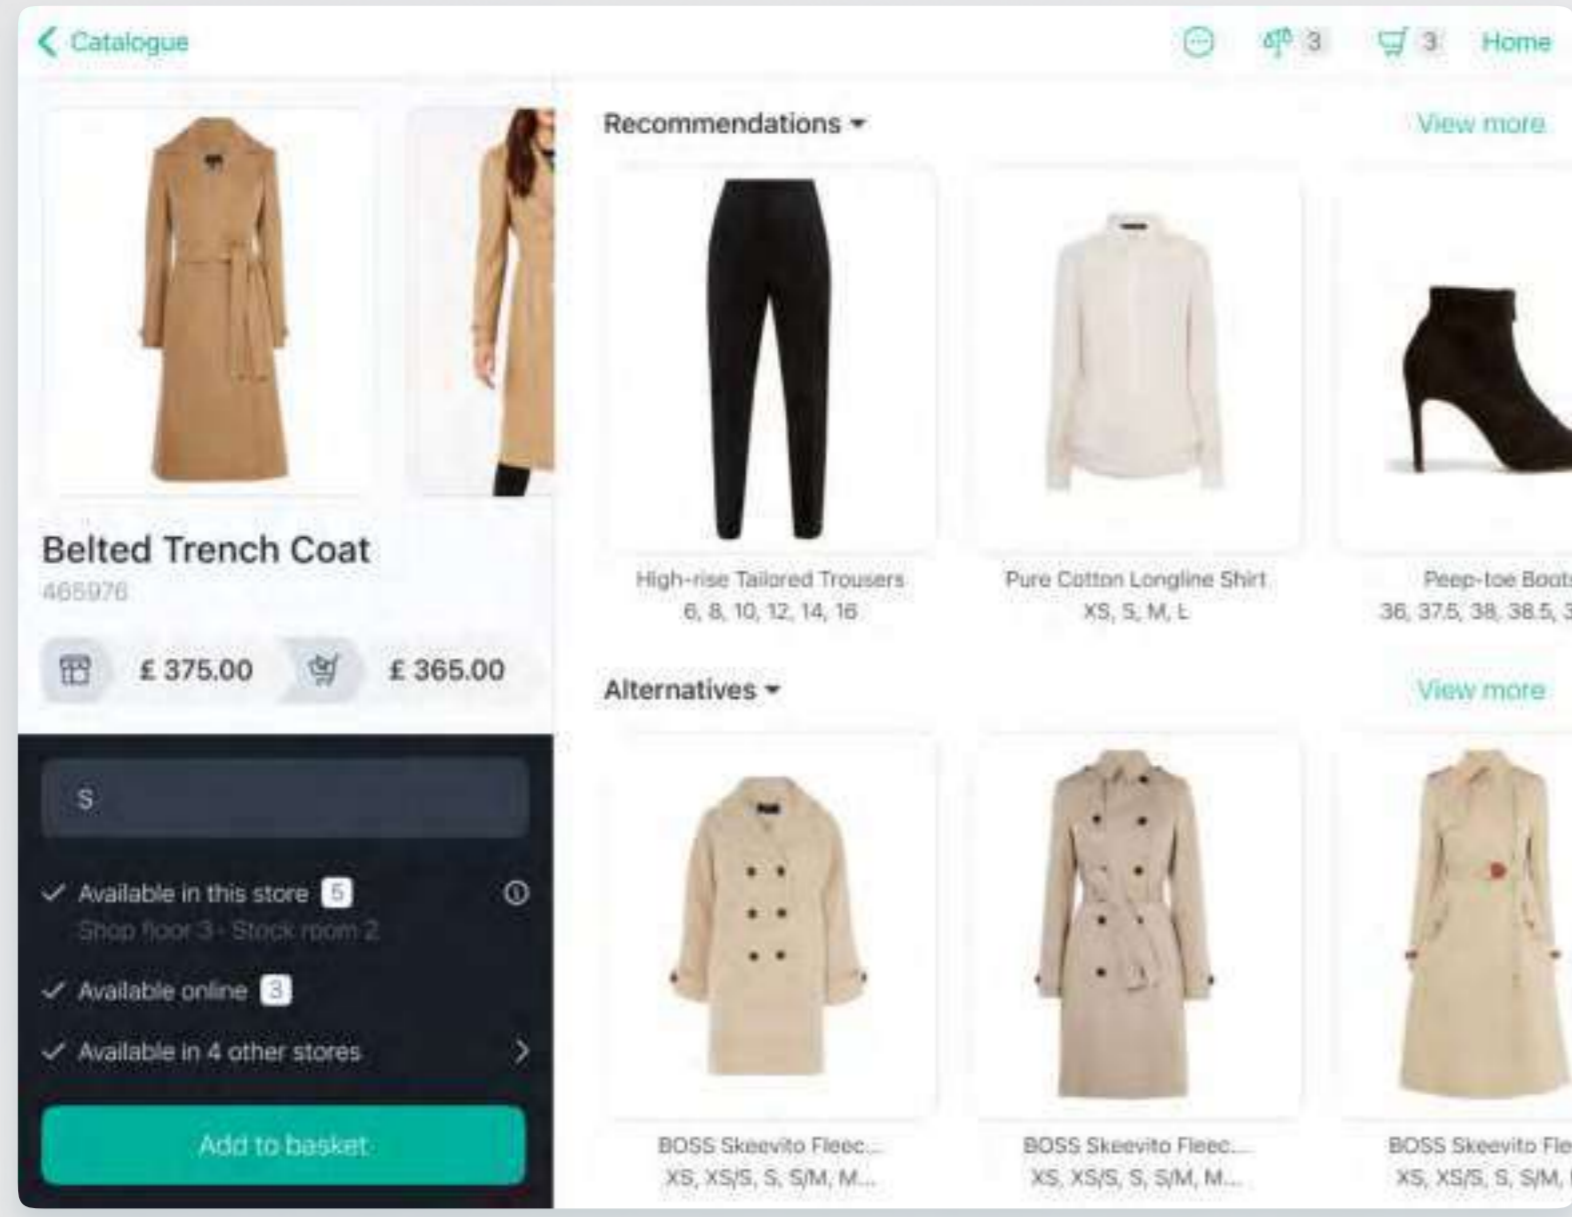 Catalogue
3
3
Home
Belted Trench Coat
465976
£ 375.00
£ 365.00
S
Available in this store 5
Shop floor 3 - Stock room 2
Available online 3
Available in 4 other stores
Add to basket
Recommendations
View more
High-rise Tailored Trousers
6, 8, 10, 12, 14, 16
Pure Cotton Longline Shirt
XS, S, M, L
Peep-toe Boots
36, 37.5, 38, 38.5, 3
Alternatives
View more
BOSS Skeevito Fleec...
XS, XS/S, S, S/M, M...
BOSS Skeevito Fleec...
XS, XS/S, S, S/M, M...
BOSS Skeevito Fle
XS, XS/S, S, S/M,